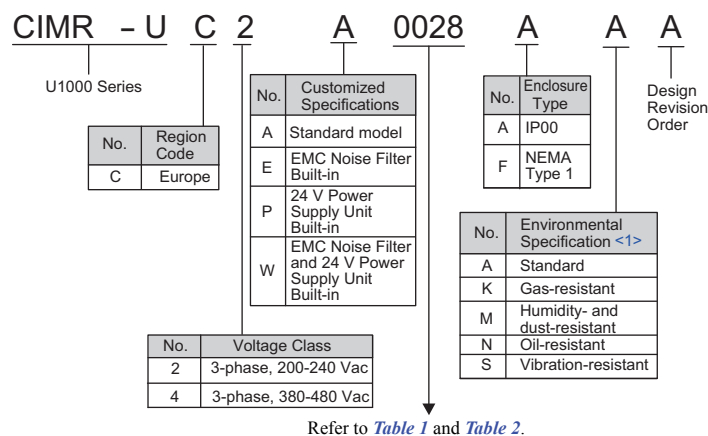 CIMR – U C 2 A 0028 A A A
U1000 Series
Design
Revision
Order
No. Region
Code
C Europe
No. Customized
Specifications
A Standard model
E EMC Noise Filter
Built-in
P 24 V Power
Supply Unit
Built-in
W EMC Noise Filter
and 24 V Power
Supply Unit
Built-in
No. Enclosure
Type
A IP00
F NEMA
Type 1
No. Environmental
Specification <1>
A Standard
K Gas-resistant
M Humidity- and
dust-resistant
N Oil-resistant
S Vibration-resistant
No. Voltage Class
2 3-phase, 200-240 Vac
4 3-phase, 380-480 Vac
Refer to Table 1 and Table 2.